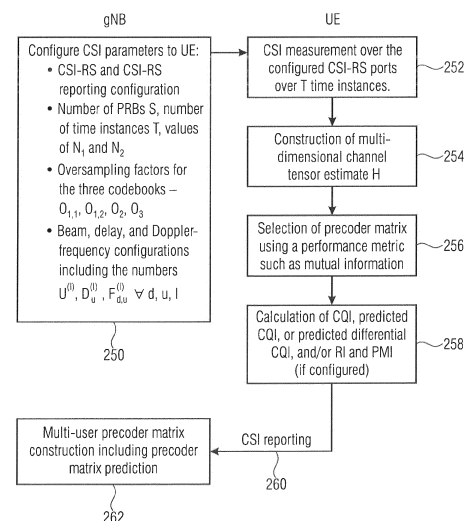 gNB
UE
Configure CSI parameters to UE:
• CSI-RS and CSI-RS
reporting configuration
• Number of PRBs S, number
of time instances T, values
of N₁ and N₂
• Oversampling factors for
the three codebooks –
O₁,₁, O₁,₂, O₂, O₃
• Beam, delay, and Doppler-
frequency configurations
including the numbers
U⁽ˡ⁾, D_u⁽ˡ⁾, F_d,u⁽ˡ⁾ ∀ d, u, l
250
CSI measurement over the
configured CSI-RS ports
over T time instances.
252
Construction of multi-
dimensional channel
tensor estimate H
254
Selection of precoder matrix
using a performance metric
such as mutual information
256
Calculation of CQI, predicted
CQI, or predicted differential
CQI, and/or RI and PMI
(if configured)
258
CSI reporting
260
Multi-user precoder matrix
construction including precoder
matrix prediction
262